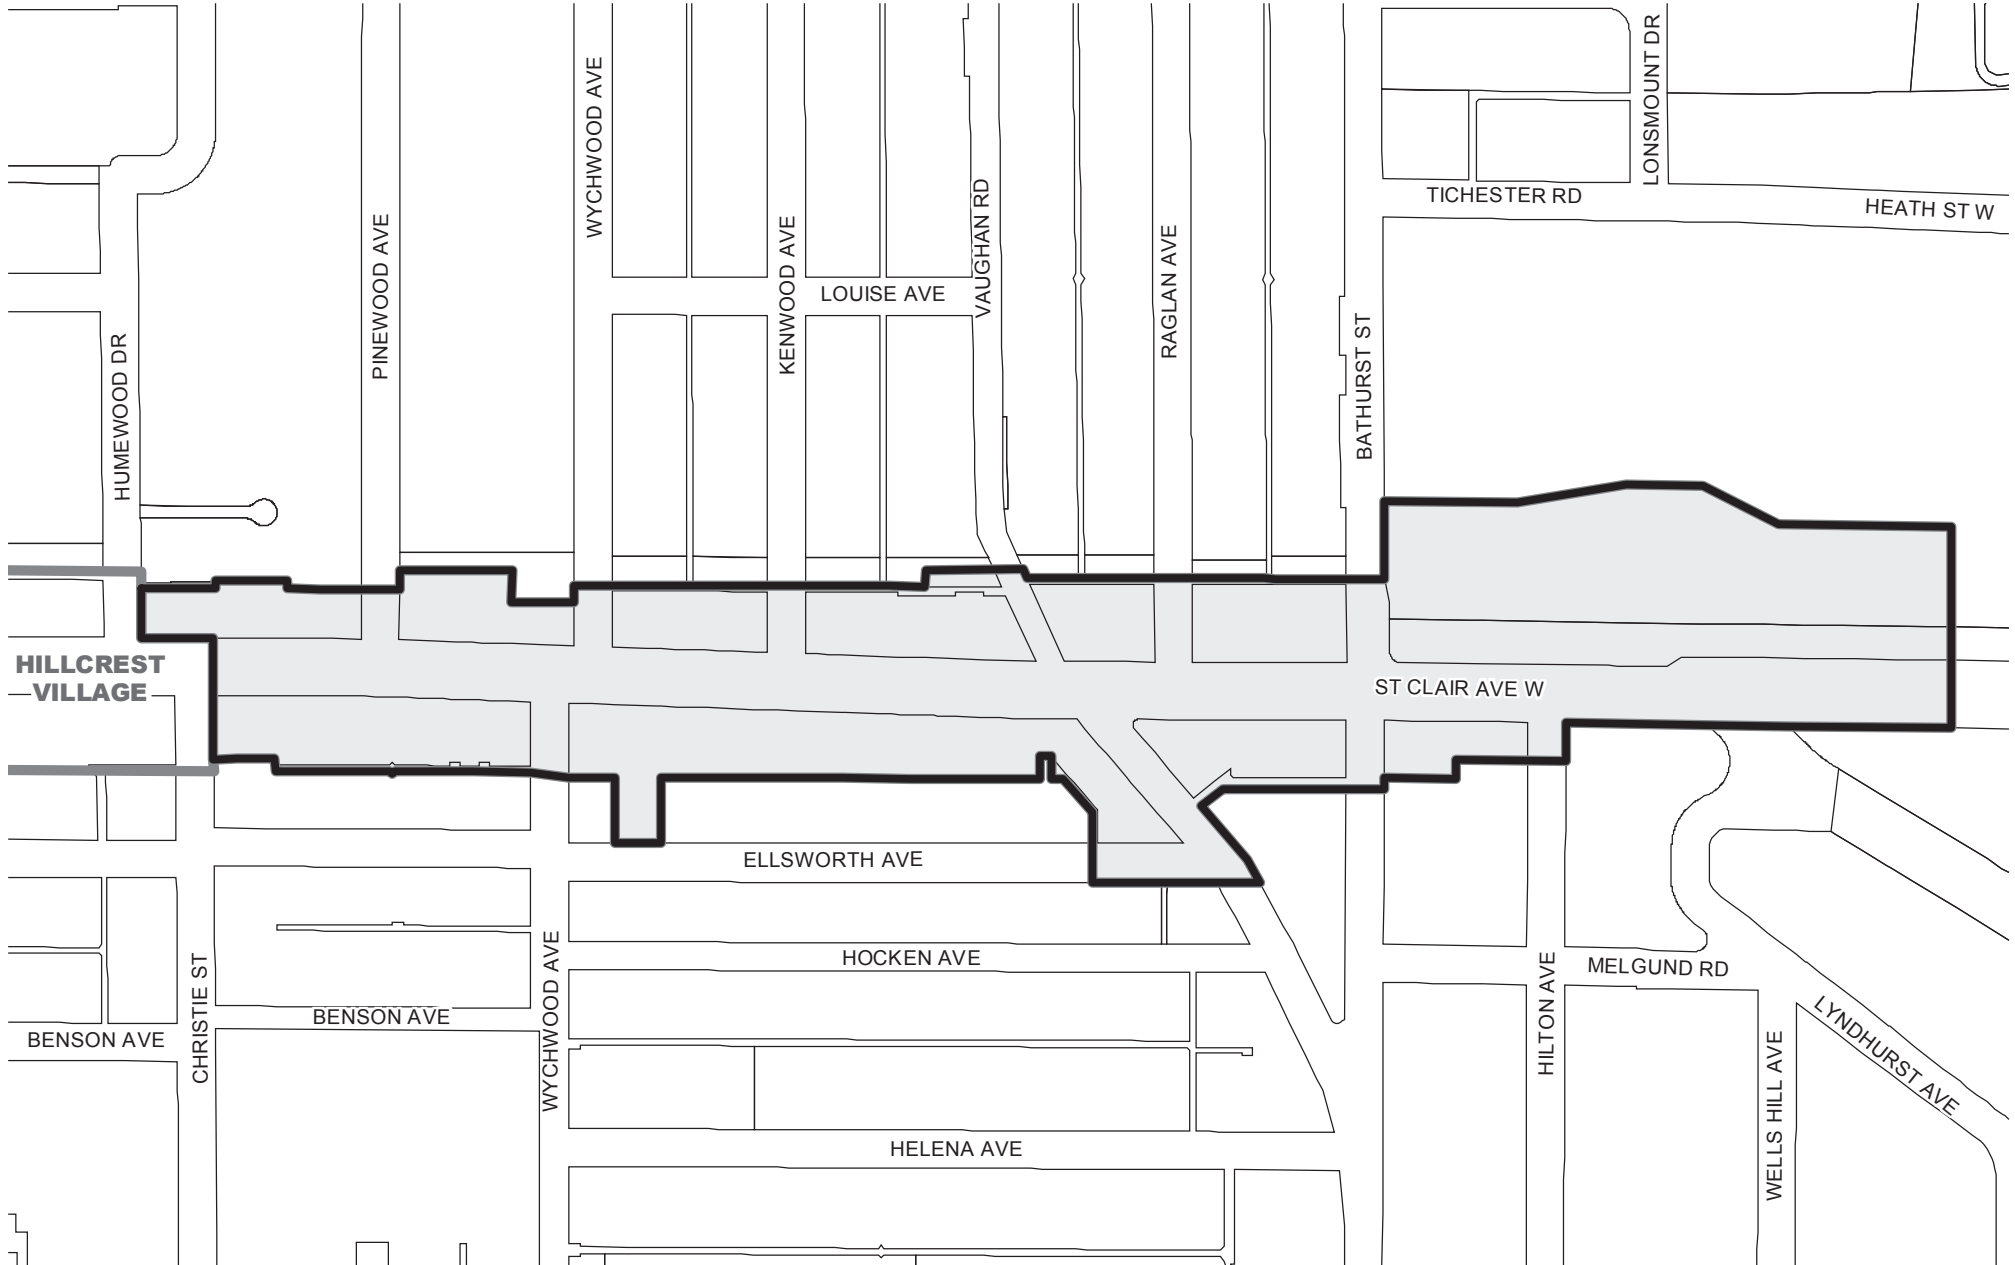 LONSMOUNT DR
WYCHWOOD AVE
TICHESTER RD
HEATH ST W
VAUGHAN RD
PINEWOOD AVE
KENWOOD AVE
RAGLAN AVE
LOUISE AVE
BATHURST ST
HUMEWOOD DR
HILLCREST
VILLAGE
ST CLAIR AVE W
ELLSWORTH AVE
HOCKEN AVE
MELGUND RD
CHRISTIE ST
WYCHWOOD AVE
HILTON AVE
BENSON AVE
BENSON AVE
LYNDHURST AVE
WELLS HILL AVE
HELENA AVE